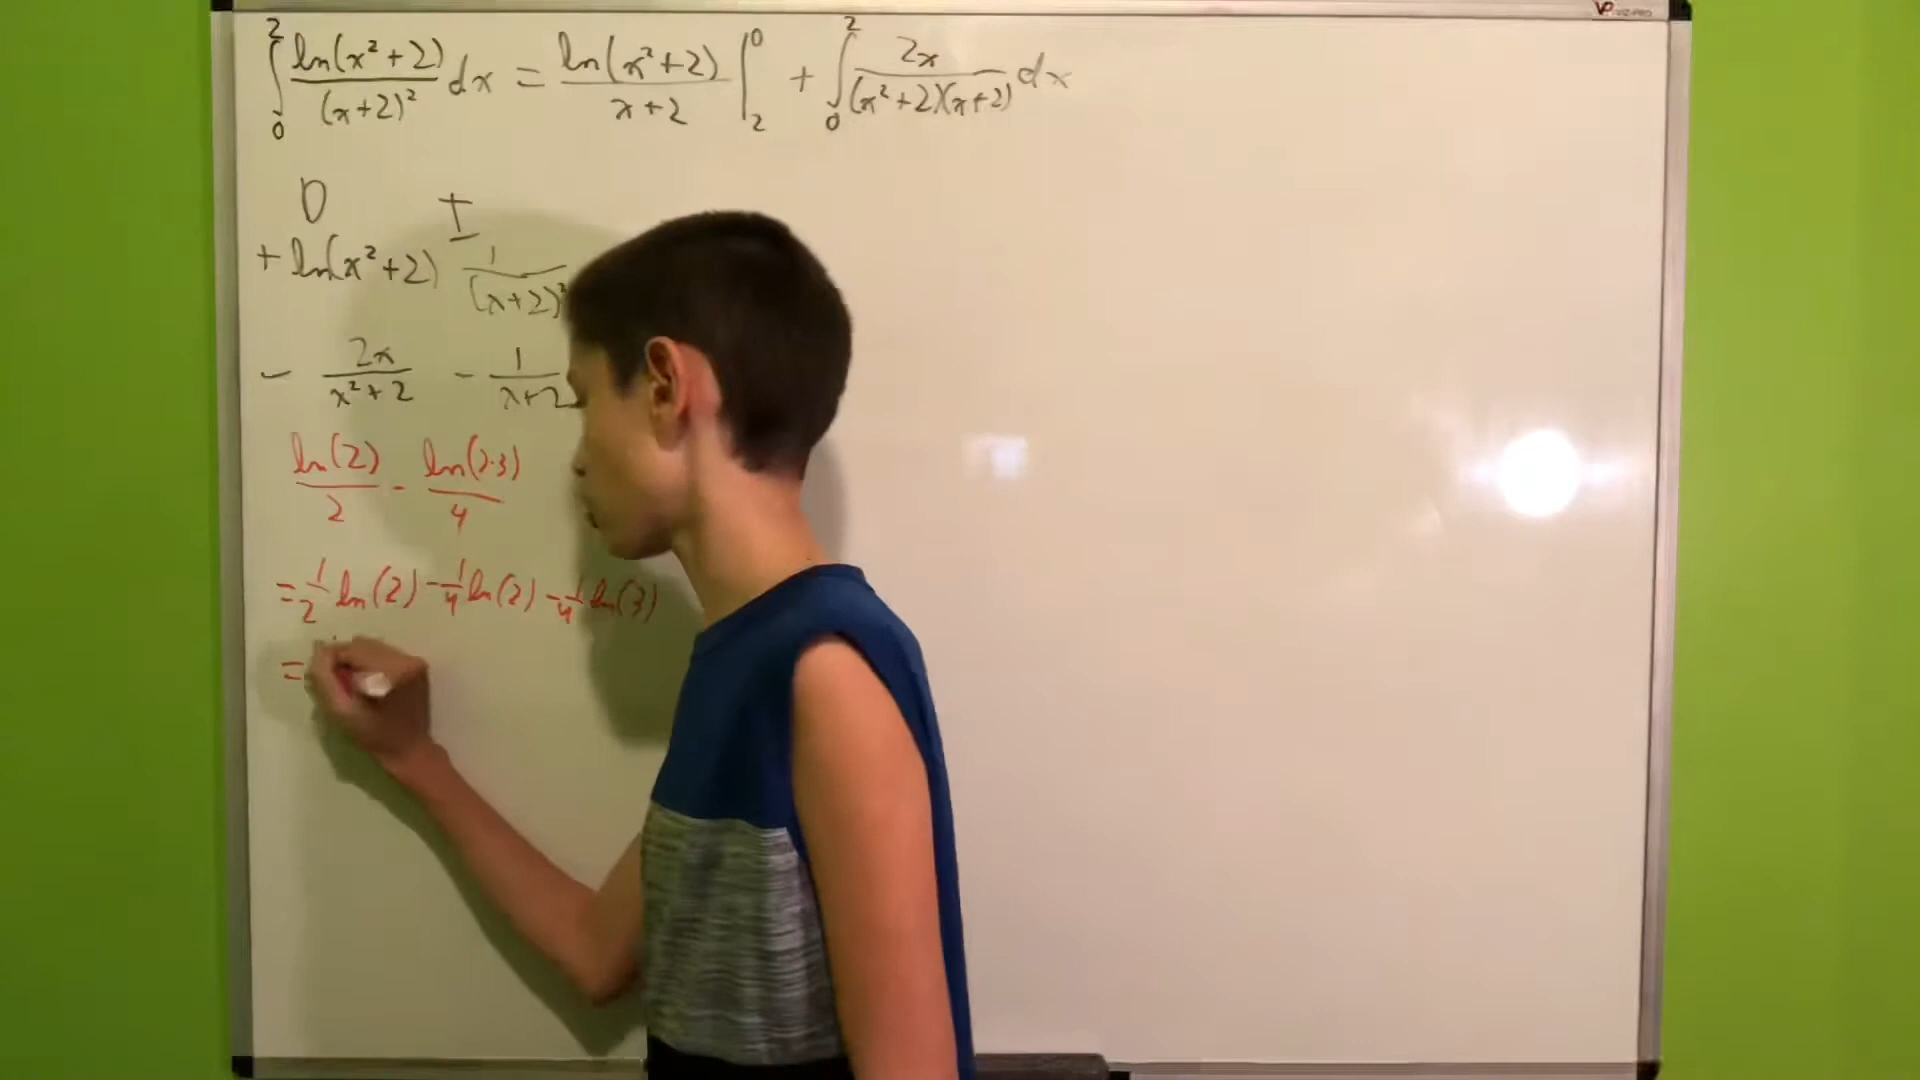 ∫₀² ln(x²+2)/(x+2)² dx = ln(x²+2)/(x+2) |₂⁰ + ∫₀² 2x/((x²+2)(x+2)) dx
D I
+ ln(x²+2) 1/(x+2)²
- 2x/(x²+2) - 1/(x+2)
ln(2)/2 - ln(2·3)/4
= 1/2 ln(2) - 1/4 ln(2) - 1/4 ln(3)
=